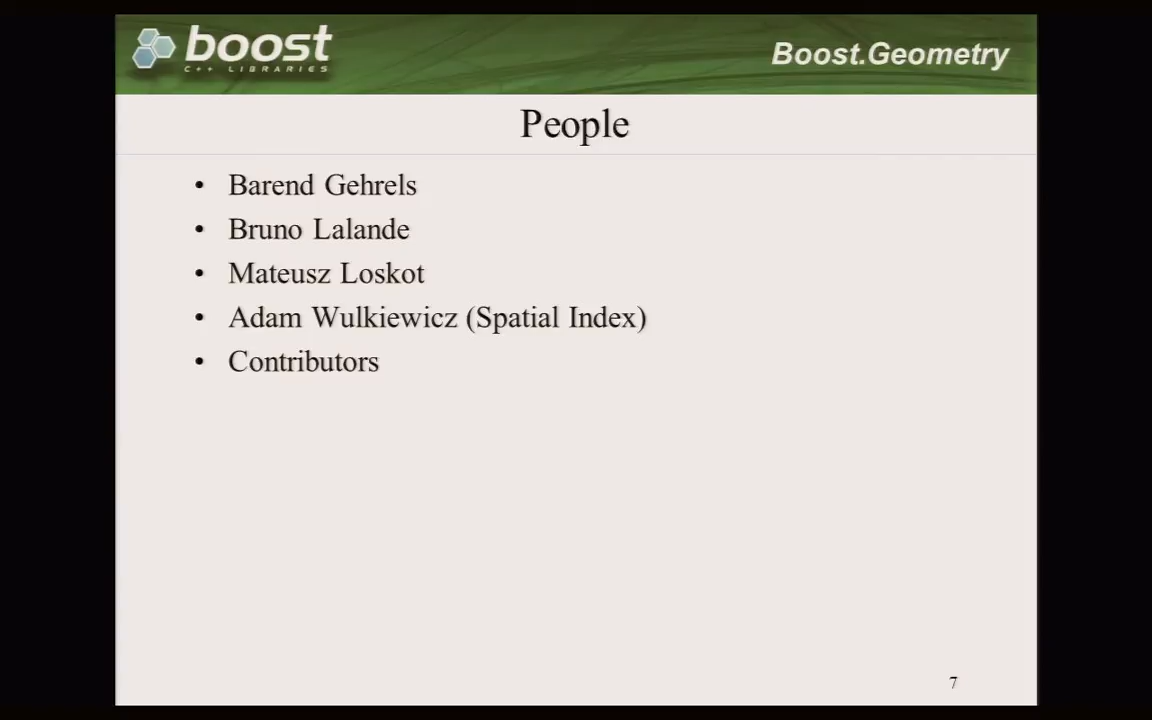 boost
C++ LIBRARIES
Boost.Geometry
People
• Barend Gehrels
• Bruno Lalande
• Mateusz Loskot
• Adam Wulkiewicz (Spatial Index)
• Contributors
7